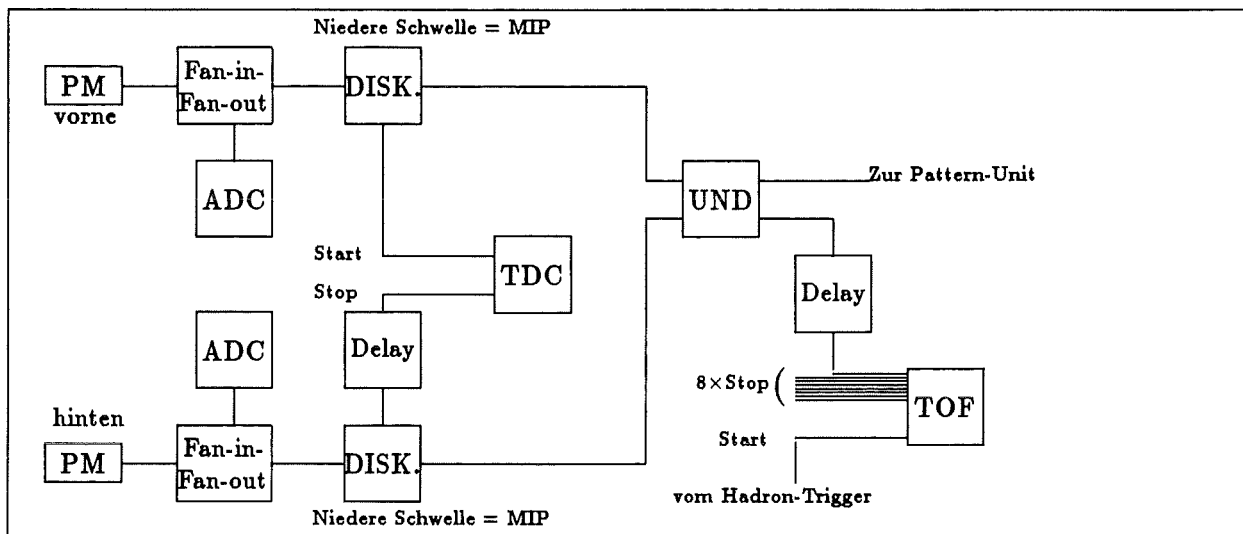 Niedere Schwelle = MIP
PM
vorne
Fan-in-
Fan-out
DISK.
ADC
UND
Zur Pattern-Unit
Start
TDC
Stop
Delay
ADC
Delay
8×Stop (
TOF
hinten
Start
PM
Fan-in-
Fan-out
DISK.
vom Hadron-Trigger
Niedere Schwelle = MIP